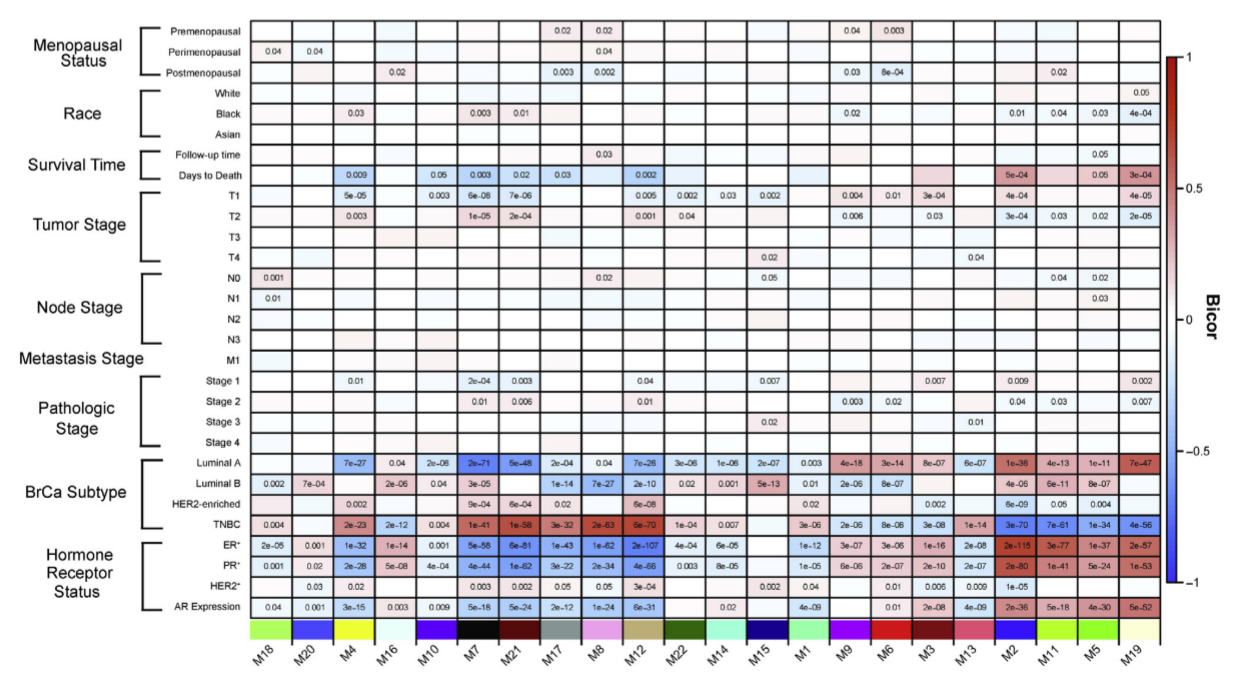 Menopausal
Status
Premenopausal 0.02 0.02 0.04 0.003
Perimenopausal 0.04 0.04 0.04
Postmenopausal 0.02 0.003 0.002 0.03 8e-04 0.02
Race
White 0.05
Black 0.03 0.003 0.01 0.02 0.01 0.04 0.03 4e-04
Asian
Survival Time
Follow-up time 0.03 0.05
Days to Death 0.009 0.05 0.003 0.02 0.03 0.002 5e-04 0.05 3e-04
Tumor Stage
T1 5e-05 0.003 6e-08 7e-06 0.005 0.002 0.03 0.002 0.004 0.01 3e-04 4e-04 4e-05
T2 0.003 1e-05 2e-04 0.001 0.04 0.006 0.03 3e-04 0.03 0.02 2e-05
T3
T4 0.02 0.04
Node Stage
N0 0.001 0.02 0.05 0.04 0.02
N1 0.01 0.03
N2
N3
Metastasis Stage
M1
Pathologic
Stage
Stage 1 0.01 2e-04 0.003 0.04 0.007 0.007 0.009 0.002
Stage 2 0.01 0.006 0.01 0.003 0.02 0.04 0.03 0.007
Stage 3 0.02 0.01
Stage 4
BrCa Subtype
Luminal A 7e-27 0.04 2e-06 2e-71 5e-48 2e-04 0.04 7e-26 3e-06 1e-06 2e-07 0.003 4e-18 3e-14 8e-07 6e-07 1e-36 4e-13 1e-11 7e-47
Luminal B 0.002 7e-04 2e-06 0.04 3e-05 1e-14 7e-27 2e-10 0.02 0.001 5e-13 0.01 2e-06 8e-07 4e-06 6e-11 8e-07
HER2-enriched 0.002 9e-04 6e-04 0.02 6e-08 0.02 0.002 6e-09 0.05 0.004
TNBC 0.004 2e-23 2e-12 0.004 1e-41 1e-58 3e-32 2e-63 6e-70 1e-04 0.007 3e-06 2e-06 8e-06 3e-08 1e-14 3e-70 7e-61 1e-34 4e-56
Hormone
Receptor
Status
ER+ 2e-05 0.001 1e-32 1e-14 0.001 5e-56 6e-81 1e-43 1e-62 2e-107 4e-04 6e-05 1e-12 3e-07 3e-06 1e-16 2e-08 2e-115 3e-77 1e-37 2e-57
PR+ 0.001 0.02 2e-28 5e-08 4e-04 4e-44 1e-62 3e-22 2e-34 4e-66 0.003 8e-05 1e-05 6e-06 2e-07 2e-10 2e-07 2e-80 1e-41 5e-24 1e-53
HER2+ 0.03 0.02 0.003 0.002 0.05 0.05 3e-04 0.002 0.04 0.01 0.006 0.009 1e-05
AR Expression 0.04 0.001 3e-15 0.003 0.009 5e-18 5e-24 2e-12 1e-24 6e-31 0.02 4e-09 0.01 2e-08 4e-09 2e-36 5e-18 4e-30 5e-52
M18 M20 M4 M16 M10 M7 M21 M17 M8 M12 M22 M14 M15 M1 M9 M6 M3 M13 M2 M11 M5 M19
1
0.5
0
-0.5
-1
Bicor